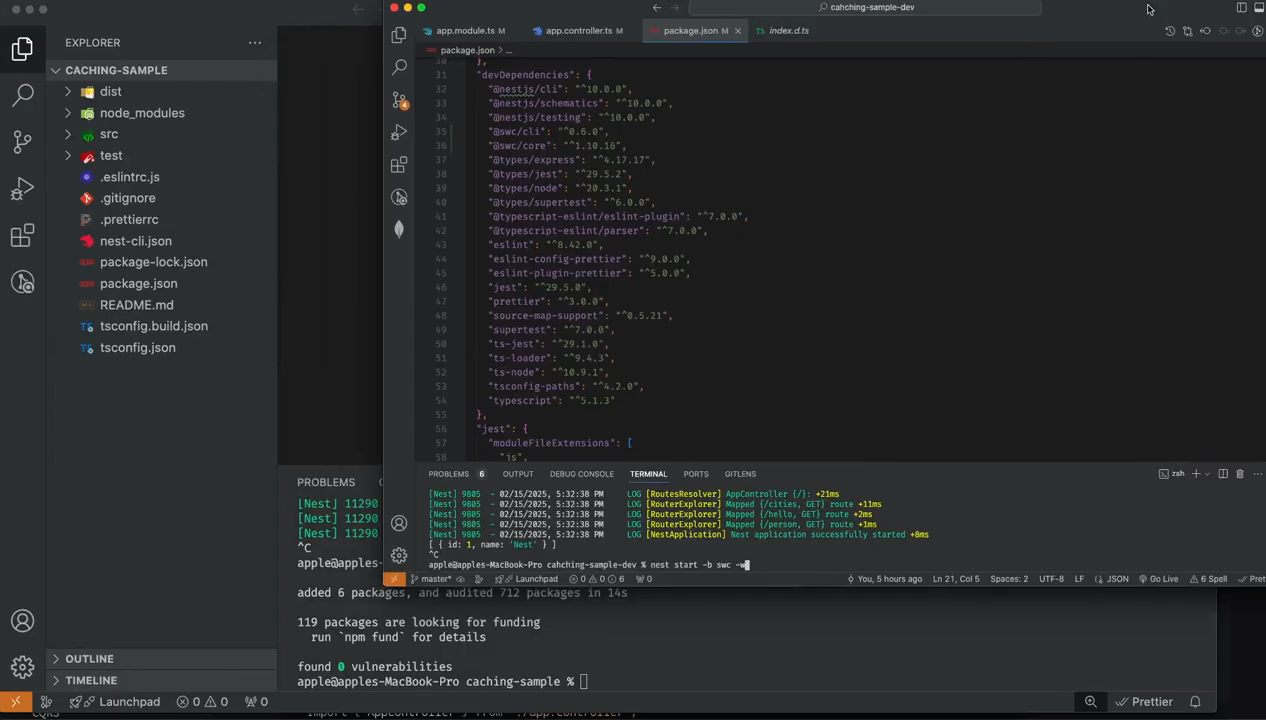 EXPLORER
CACHING-SAMPLE
dist
node_modules
src
test
.eslintrc.js
.gitignore
.prettierrc
nest-cli.json
package-lock.json
package.json
README.md
tsconfig.build.json
tsconfig.json
OUTLINE
TIMELINE
Launchpad
0 0 0
PROBLEMS
[Nest] 11290
[Nest] 11290
[Nest] 11290
^C
apple@ap
added 6 packages, and audited 712 packages in 14s
119 packages are looking for funding
run `npm fund` for details
found 0 vulnerabilities
apple@apples-MacBook-Pro caching-sample %
Prettier
cahching-sample-dev
app.module.ts M
app.controller.ts M
package.json M
index.d.ts
package.json > ...
30 },
31 "devDependencies": {
32 "@nestjs/cli": "^10.0.0",
33 "@nestjs/schematics": "^10.0.0",
34 "@nestjs/testing": "^10.0.0",
35 "@swc/cli": "^0.6.0",
36 "@swc/core": "^1.10.16",
37 "@types/express": "^4.17.17",
38 "@types/jest": "^29.5.2",
39 "@types/node": "^20.3.1",
40 "@types/supertest": "^6.0.0",
41 "@typescript-eslint/eslint-plugin": "^7.0.0",
42 "@typescript-eslint/parser": "^7.0.0",
43 "eslint": "^8.42.0",
44 "eslint-config-prettier": "^9.0.0",
45 "eslint-plugin-prettier": "^5.0.0",
46 "jest": "^29.5.0",
47 "prettier": "^3.0.0",
48 "source-map-support": "^0.5.21",
49 "supertest": "^7.0.0",
50 "ts-jest": "^29.1.0",
51 "ts-loader": "^9.4.3",
52 "ts-node": "^10.9.1",
53 "tsconfig-paths": "^4.2.0",
54 "typescript": "^5.1.3"
55 },
56 "jest": {
57 "moduleFileExtensions": [
58 "js",
PROBLEMS 6 OUTPUT DEBUG CONSOLE TERMINAL PORTS GITLENS
zsh
[Nest] 9805 - 02/15/2025, 5:32:38 PM LOG [RoutesResolver] AppController {/}: +21ms
[Nest] 9805 - 02/15/2025, 5:32:38 PM LOG [RouterExplorer] Mapped {/cities, GET} route +11ms
[Nest] 9805 - 02/15/2025, 5:32:38 PM LOG [RouterExplorer] Mapped {/hello, GET} route +2ms
[Nest] 9805 - 02/15/2025, 5:32:38 PM LOG [RouterExplorer] Mapped {/person, GET} route +1ms
[Nest] 9805 - 02/15/2025, 5:32:38 PM LOG [NestApplication] Nest application successfully started +8ms
[ { id: 1, name: 'Nest' } ]
^C
apple@apples-MacBook-Pro cahching-sample-dev % nest start -b swc -w
master* Launchpad 0 0 6 0 You, 5 hours ago Ln 21, Col 5 Spaces: 2 UTF-8 LF JSON Go Live 6 Spell Pret